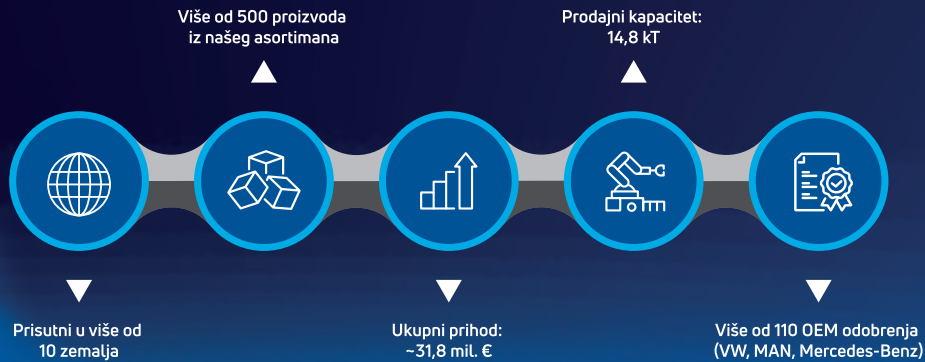 Više od 500 proizvoda
iz našeg asortimana
Prodajni kapacitet:
14,8 kT
Prisutni u više od
10 zemalja
Ukupni prihod:
~31,8 mil. €
Više od 110 OEM odobrenja
(VW, MAN, Mercedes-Benz)